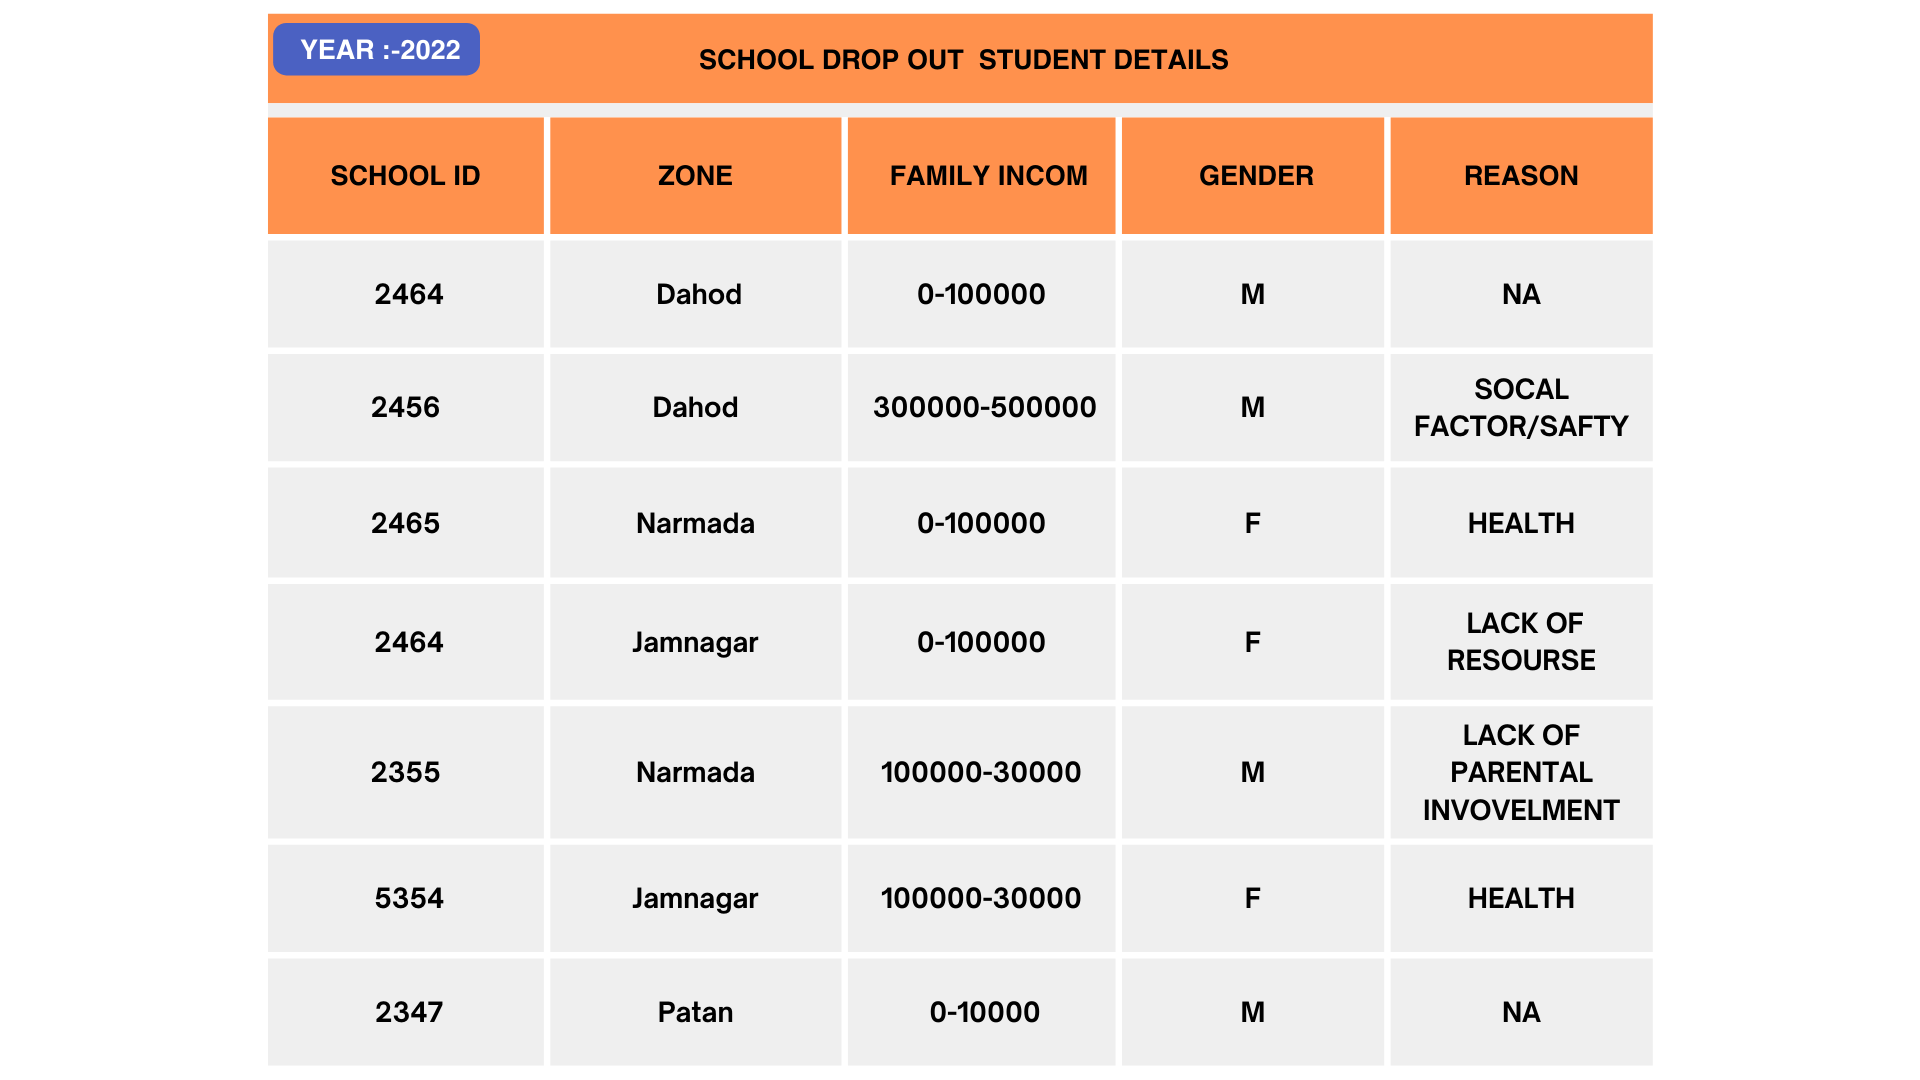 YEAR :-2022
SCHOOL DROP OUT STUDENT DETAILS
SCHOOL ID ZONE FAMILY INCOM GENDER REASON
2464 Dahod 0-100000 M NA
2456 Dahod 300000-500000 M SOCAL
FACTOR/SAFTY
2465 Narmada 0-100000 F HEALTH
2464 Jamnagar 0-100000 F LACK OF
RESOURSE
2355 Narmada 100000-30000 M LACK OF
PARENTAL
INVOVELMENT
5354 Jamnagar 100000-30000 F HEALTH
2347 Patan 0-10000 M NA